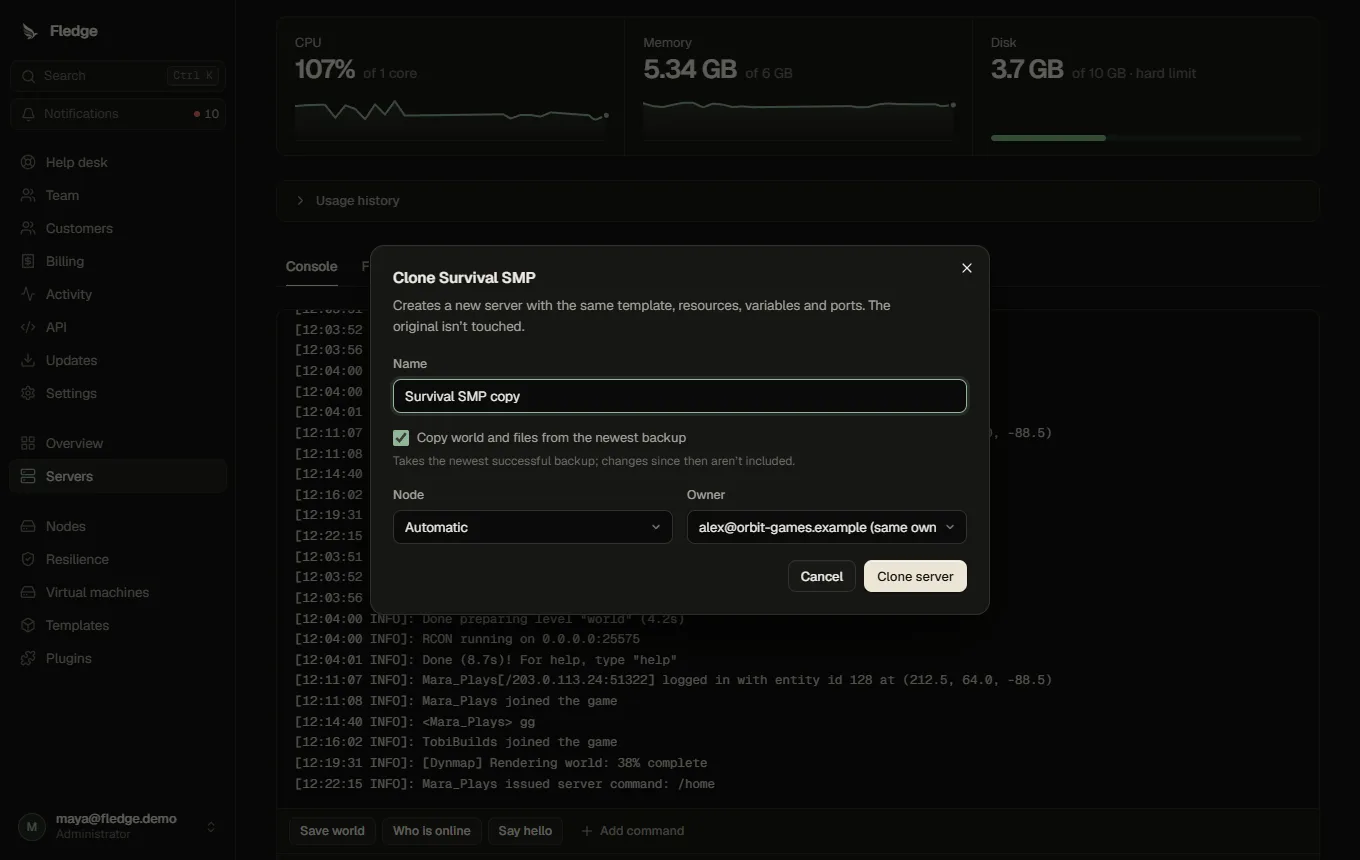 Fledge
Search
Ctrl K
Notifications
10
Help desk
Team
Customers
Billing
Activity
API
Updates
Settings
Overview
Servers
Nodes
Resilience
Virtual machines
Templates
Plugins
M
maya@fledge.demo
Administrator
CPU
107% of 1 core
Memory
5.34 GB of 6 GB
Disk
3.7 GB of 10 GB · hard limit
Usage history
Console
[12:03:52
[12:03:56
[12:04:00
[12:04:00
[12:04:01
[12:11:07 -88.5)
[12:11:08
[12:14:40
[12:16:02
[12:19:31
[12:22:15
[12:03:51
[12:03:52
[12:03:56
[12:04:00 INFO]: Done preparing level "world" (4.2s)
[12:04:00 INFO]: RCON running on 0.0.0.0:25575
[12:04:01 INFO]: Done (8.7s)! For help, type "help"
[12:11:07 INFO]: Mara_Plays[/203.0.113.24:51322] logged in with entity id 128 at (212.5, 64.0, -88.5)
[12:11:08 INFO]: Mara_Plays joined the game
[12:14:40 INFO]: <Mara_Plays> gg
[12:16:02 INFO]: TobiBuilds joined the game
[12:19:31 INFO]: [Dynmap] Rendering world: 38% complete
[12:22:15 INFO]: Mara_Plays issued server command: /home
Save world
Who is online
Say hello
+ Add command
Clone Survival SMP
Creates a new server with the same template, resources, variables and ports. The
original isn't touched.
Name
Survival SMP copy
Copy world and files from the newest backup
Takes the newest successful backup; changes since then aren't included.
Node
Owner
Automatic
alex@orbit-games.example (same own
Cancel
Clone server